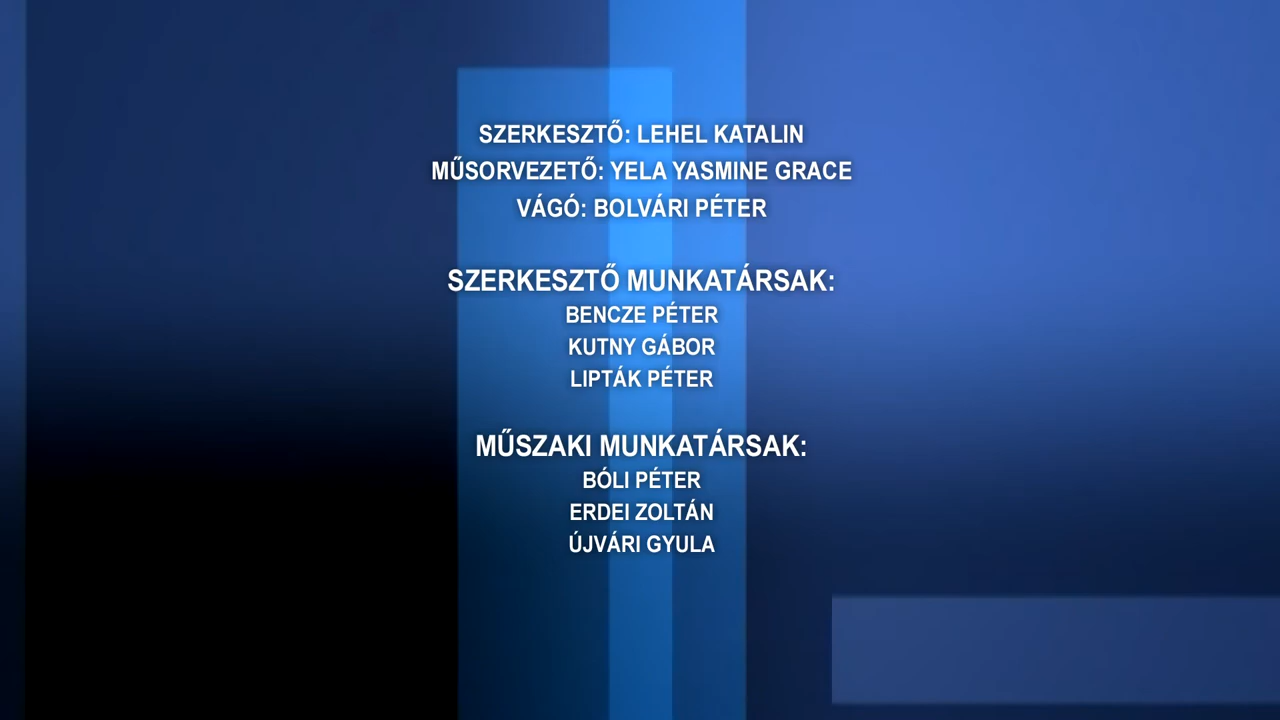 SZERKESZTŐ: LEHEL KATALIN
MŰSORVEZETŐ: YELA YASMINE GRACE
VÁGÓ: BOLVÁRI PÉTER
SZERKESZTŐ MUNKATÁRSAK:
BENCZE PÉTER
KUTNY GÁBOR
LIPTÁK PÉTER
MŰSZAKI MUNKATÁRSAK:
BÓLI PÉTER
ERDEI ZOLTÁN
ÚJVÁRI GYULA